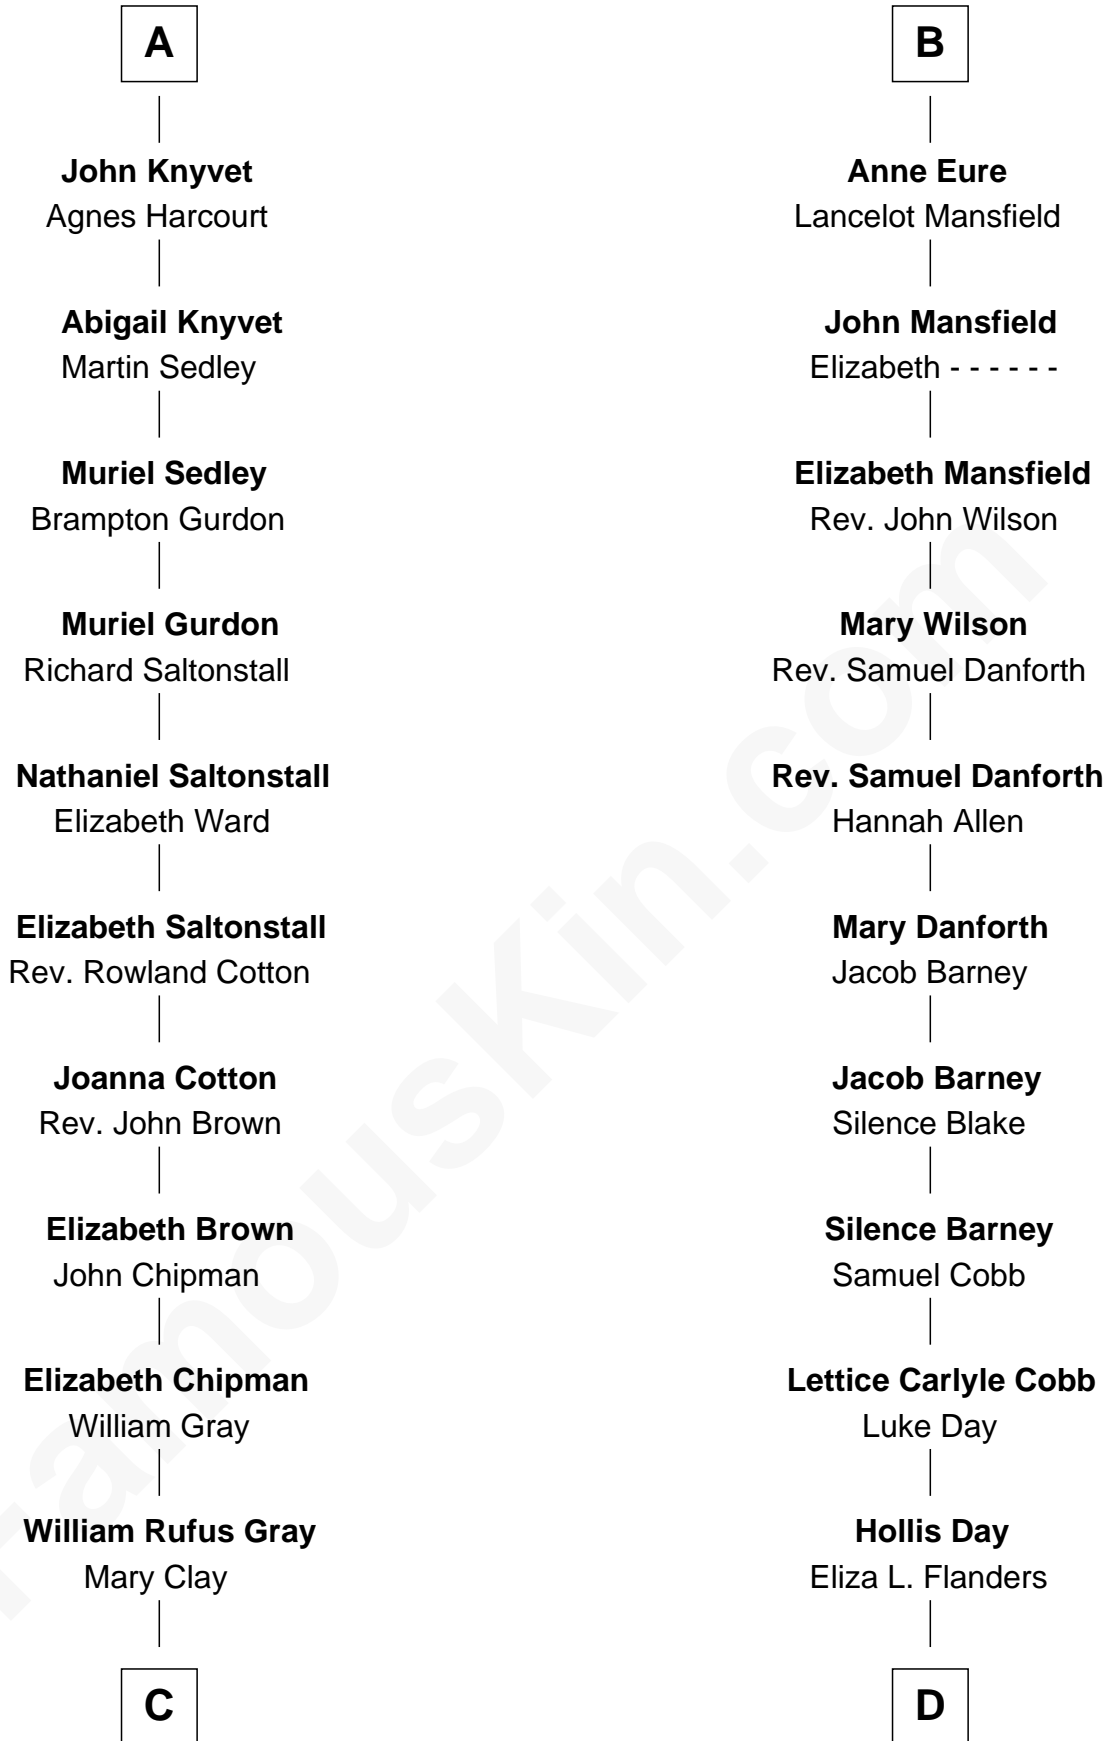 A
John Knyvet
Agnes Harcourt
Abigail Knyvet
Martin Sedley
Muriel Sedley
Brampton Gurdon
Muriel Gurdon
Richard Saltonstall
Nathaniel Saltonstall
Elizabeth Ward
Elizabeth Saltonstall
Rev. Rowland Cotton
Joanna Cotton
Rev. John Brown
Elizabeth Brown
John Chipman
Elizabeth Chipman
William Gray
William Rufus Gray
Mary Clay
C
B
Anne Eure
Lancelot Mansfield
John Mansfield
Elizabeth - - - - - -
Elizabeth Mansfield
Rev. John Wilson
Mary Wilson
Rev. Samuel Danforth
Rev. Samuel Danforth
Hannah Allen
Mary Danforth
Jacob Barney
Jacob Barney
Silence Blake
Silence Barney
Samuel Cobb
Lettice Carlyle Cobb
Luke Day
Hollis Day
Eliza L. Flanders
D
FamousKin.com